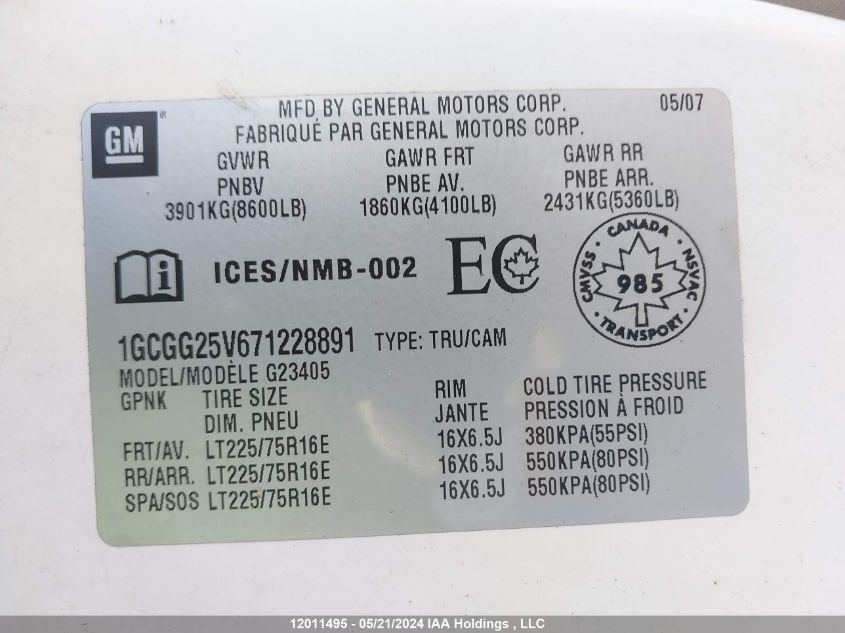 MFD BY GENERAL MOTORS CORP. 05/07
FABRIQUÉ PAR GENERAL MOTORS CORP.
GM®
GVWR GAWR FRT GAWR RR
PNBV PNBE AV. PNBE ARR.
3901KG(8600LB) 1860KG(4100LB) 2431KG(5360LB)
i ICES/NMB-002 EC
CANADA
CMVSS 985 NSVAC
TRANSPORT
1GCGG25V671228891 TYPE: TRU/CAM
MODEL/MODÈLE G23405
GPNK TIRE SIZE RIM COLD TIRE PRESSURE
DIM. PNEU JANTE PRESSION À FROID
FRT/AV. LT225/75R16E 16X6.5J 380KPA(55PSI)
RR/ARR. LT225/75R16E 16X6.5J 550KPA(80PSI)
SPA/SOS LT225/75R16E 16X6.5J 550KPA(80PSI)
12011495 - 05/21/2024 IAA Holdings , LLC